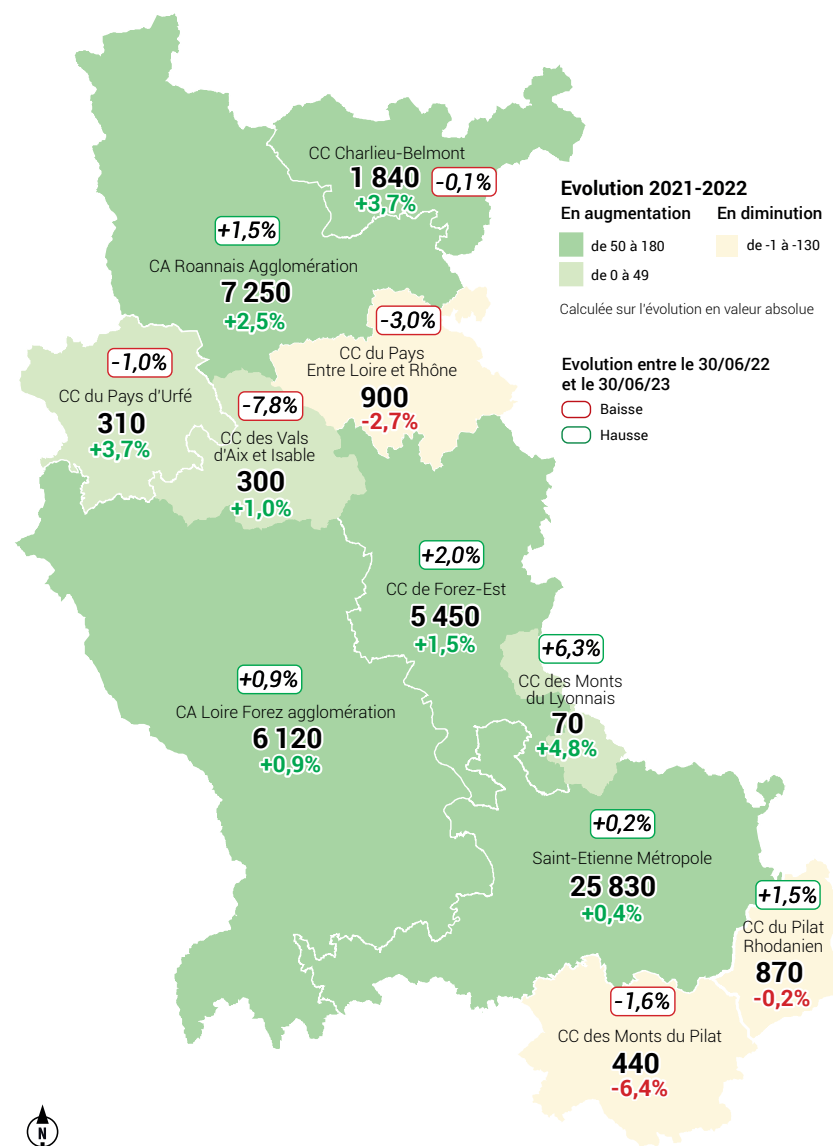 CC Charlieu-Belmont
1 840
-0,1%
+3,7%
Evolution 2021-2022
En augmentation
En diminution
de 50 à 180
de -1 à -130
de 0 à 49
Calculée sur l'évolution en valeur absolue
Evolution entre le 30/06/22
et le 30/06/23
Baisse
Hausse
+1,5%
CA Roannais Agglomération
7 250
+2,5%
-3,0%
CC du Pays
Entre Loire et Rhône
900
-2,7%
-1,0%
CC du Pays d'Urfé
310
+3,7%
-7,8%
CC des Vals
d'Aix et Isable
300
+1,0%
+2,0%
CC de Forez-Est
5 450
+1,5%
+6,3%
CC des Monts
du Lyonnais
70
+4,8%
+0,9%
CA Loire Forez agglomération
6 120
+0,9%
+0,2%
Saint-Etienne Métropole
25 830
+0,4%
+1,5%
CC du Pilat
Rhodanien
870
-0,2%
-1,6%
CC des Monts du Pilat
440
-6,4%
N